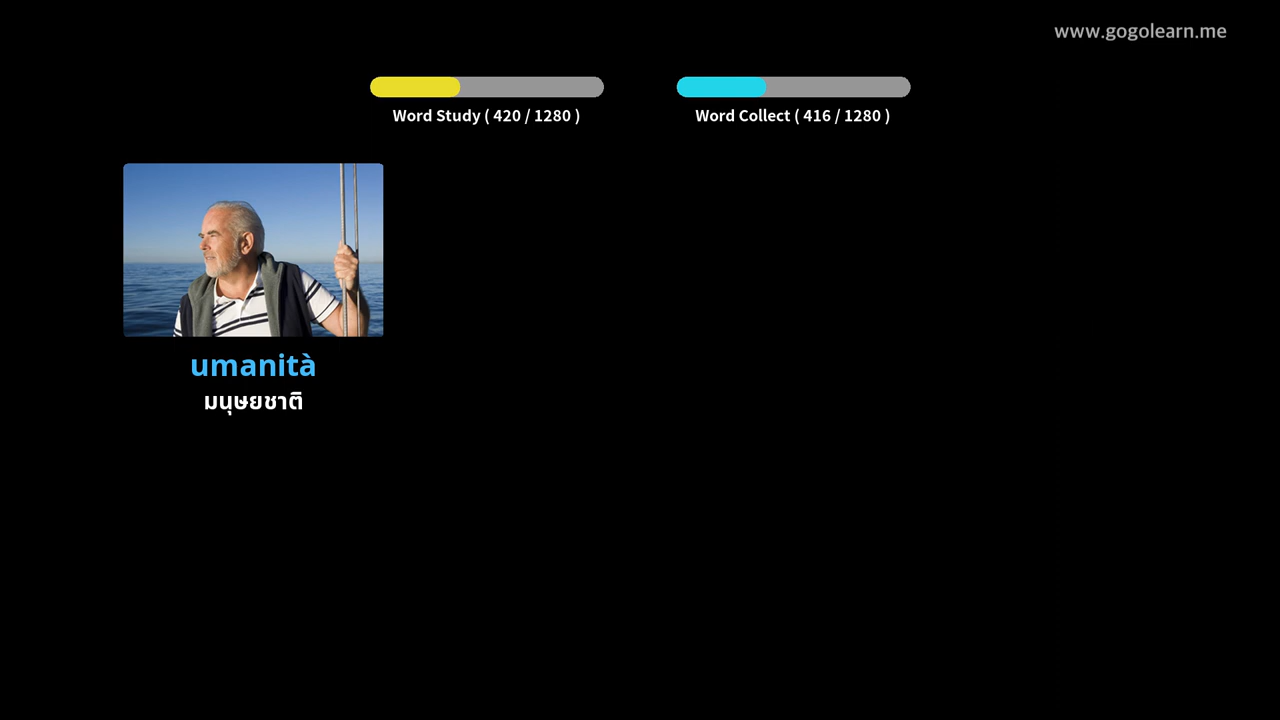 www.gogolearn.me
Word Study ( 420 / 1280 )
Word Collect ( 416 / 1280 )
umanità
มนุษยชาติ